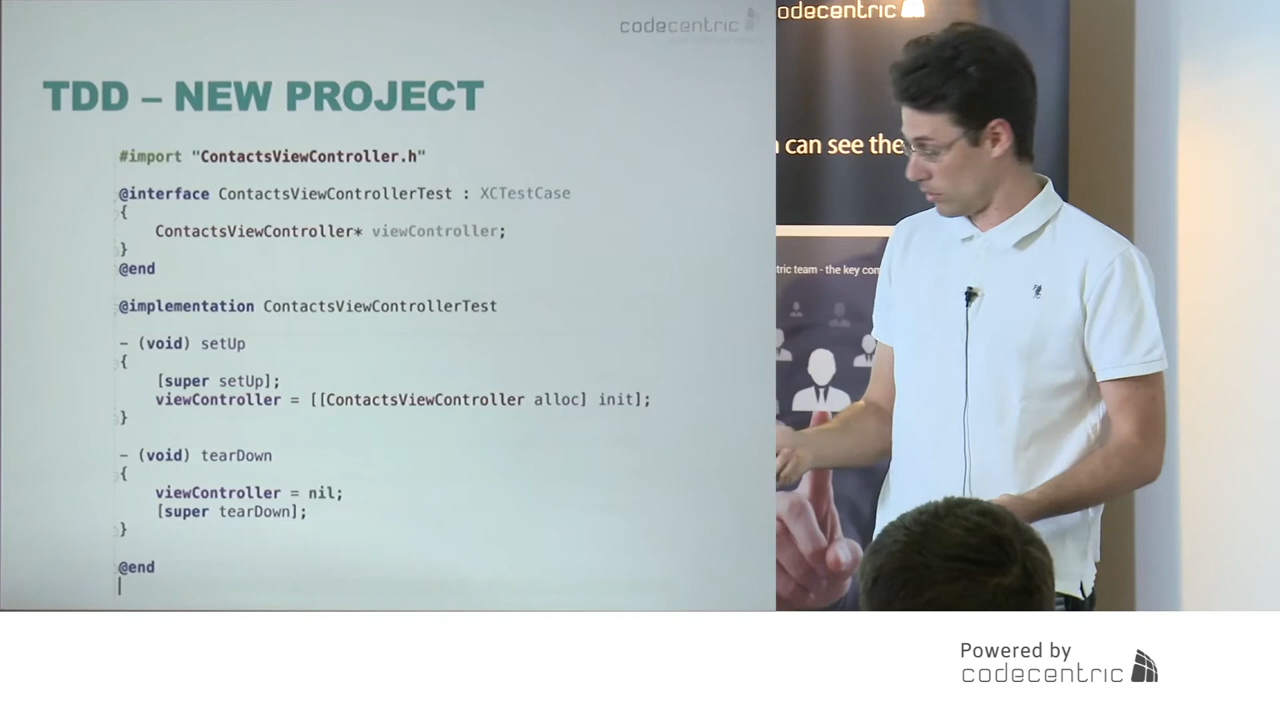 codecentric
TDD – NEW PROJECT
#import "ContactsViewController.h"
@interface ContactsViewControllerTest : XCTestCase
{
ContactsViewController* viewController;
}
@end
@implementation ContactsViewControllerTest
- (void) setUp
{
[super setUp];
viewController = [[ContactsViewController alloc] init];
}
- (void) tearDown
{
viewController = nil;
[super tearDown];
}
@end
odecentric
can see the
tric team - the key com
Powered by
codecentric